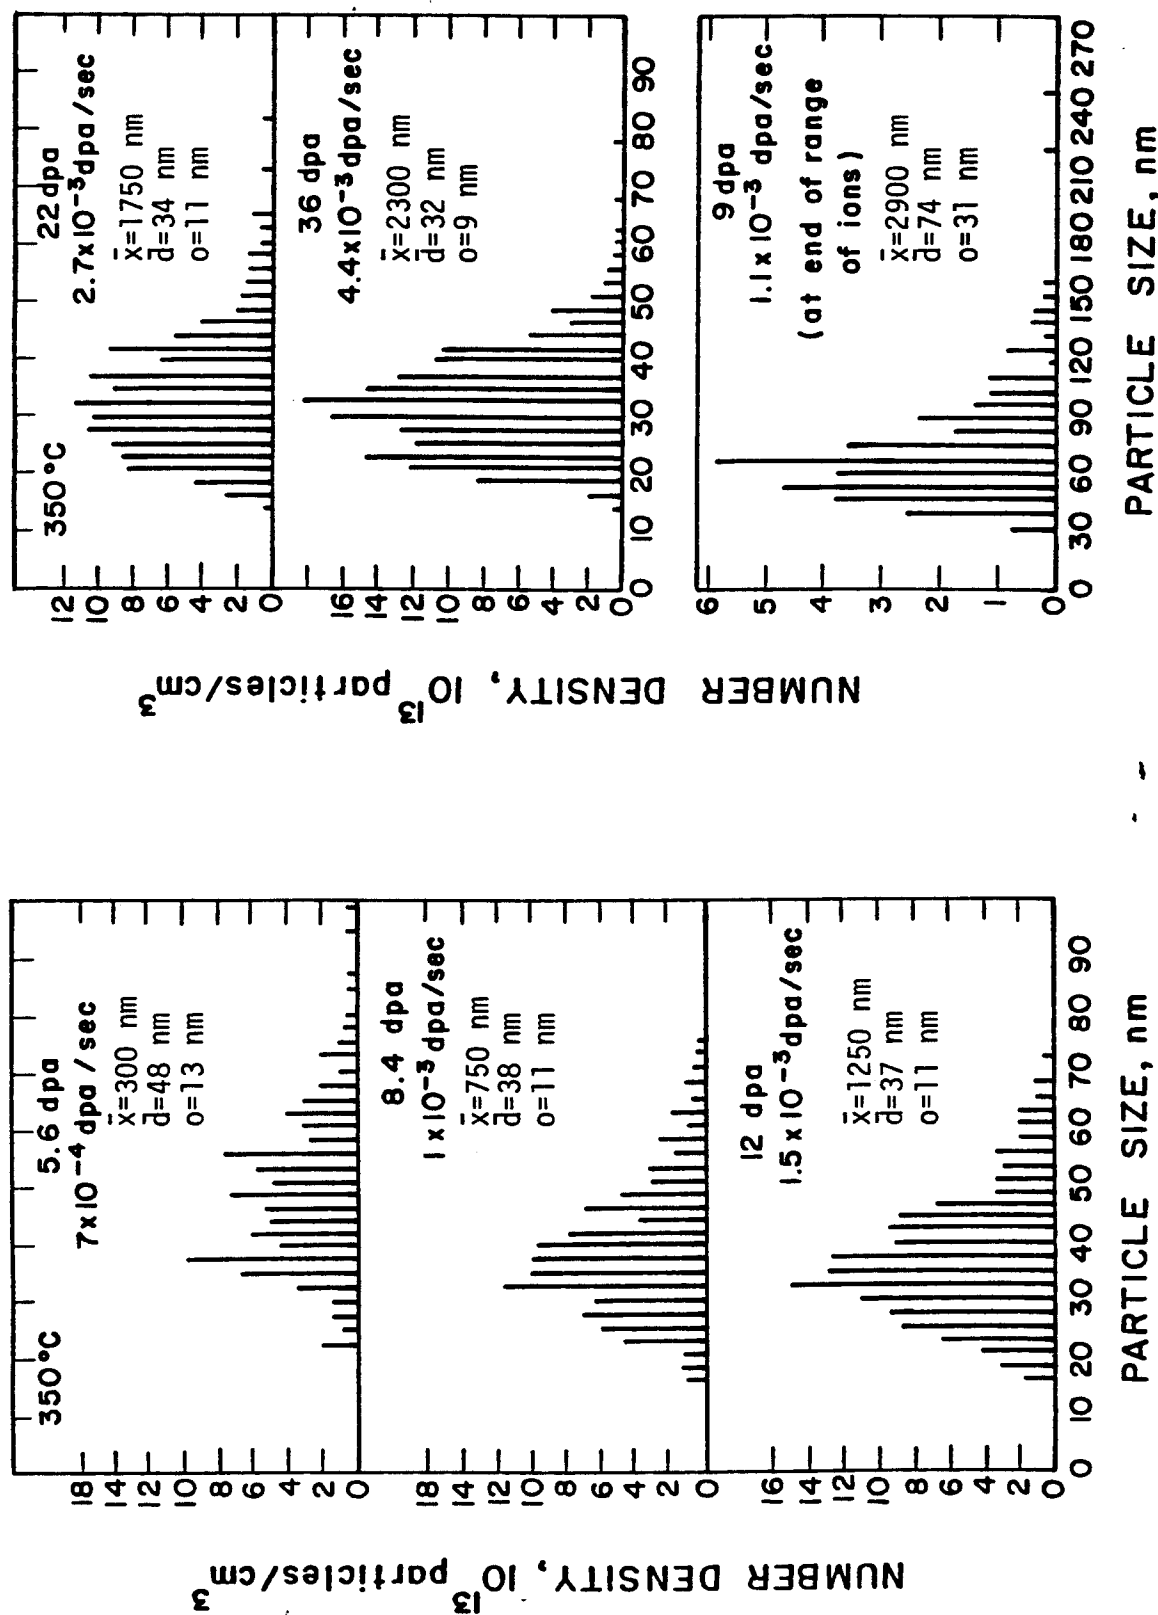 350°C
5.6 dpa
7x10⁻⁴ dpa/sec
x̄=300 nm
d̄=48 nm
σ=13 nm
18 16 14 12 10 8 6 4 2 0
8.4 dpa
1x10⁻³ dpa/sec
x̄=750 nm
d̄=38 nm
σ=11 nm
18 16 14 12 10 8 6 4 2 0
12 dpa
1.5x10⁻³ dpa/sec
x̄=1250 nm
d̄=37 nm
σ=11 nm
16 14 12 10 8 6 4 2 0
0 10 20 30 40 50 60 70 80 90
PARTICLE SIZE, nm
NUMBER DENSITY, 10¹³ particles/cm³
350°C
22 dpa
2.7x10⁻³ dpa/sec
x̄=1750 nm
d̄=34 nm
σ=11 nm
12 10 8 6 4 2 0
36 dpa
4.4x10⁻³ dpa/sec
x̄=2300 nm
d̄=32 nm
σ=9 nm
16 14 12 10 8 6 4 2 0
0 10 20 30 40 50 60 70 80 90
9 dpa
1.1x10⁻³ dpa/sec
(at end of range
of ions)
x̄=2900 nm
d̄=74 nm
σ=31 nm
6 5 4 3 2 1 0
0 30 60 90 120 150 180 210 240 270
PARTICLE SIZE, nm
NUMBER DENSITY, 10¹³ particles/cm³